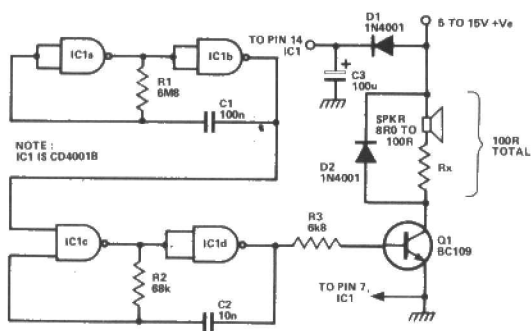 D1
1N4001
5 TO 15V +Ve
TO PIN 14
IC1
IC1a
IC1b
R1
6M8
C3
100u
C1
100n
SPKR
8R0 TO
100R
100R
TOTAL
NOTE :
IC1 IS CD4001B
D2
1N4001
Rx
IC1c
IC1d
R3
6k8
Q1
BC109
R2
68k
TO PIN 7,
IC1
C2
10n